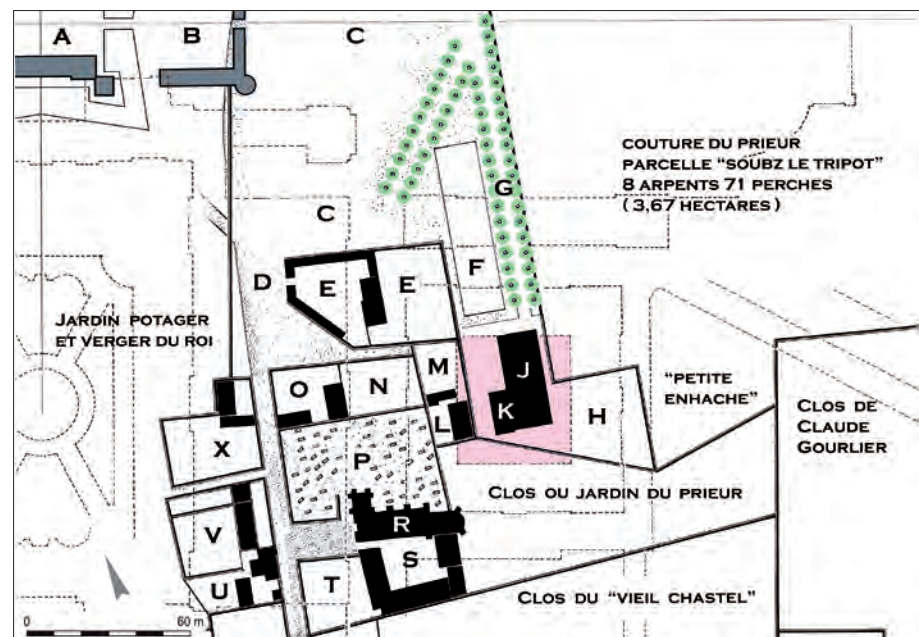 A
B
C
COUTURE DU PRIEUR
PARCELLE "SOUBZ LE TRIPOT"
8 ARPENTS 71 PERCHES
(3,67 HECTARES)
G
C
F
D
E
E
JARDIN POTAGER
ET VERGER DU ROI
M
J
"PETITE
ENHACHE"
O
N
K
H
CLOS DE
CLAUDE
GOURLIER
L
X
P
CLOS OU JARDIN DU PRIEUR
R
V
S
T
U
CLOS DU "VIEIL CHASTEL"
0
60 m